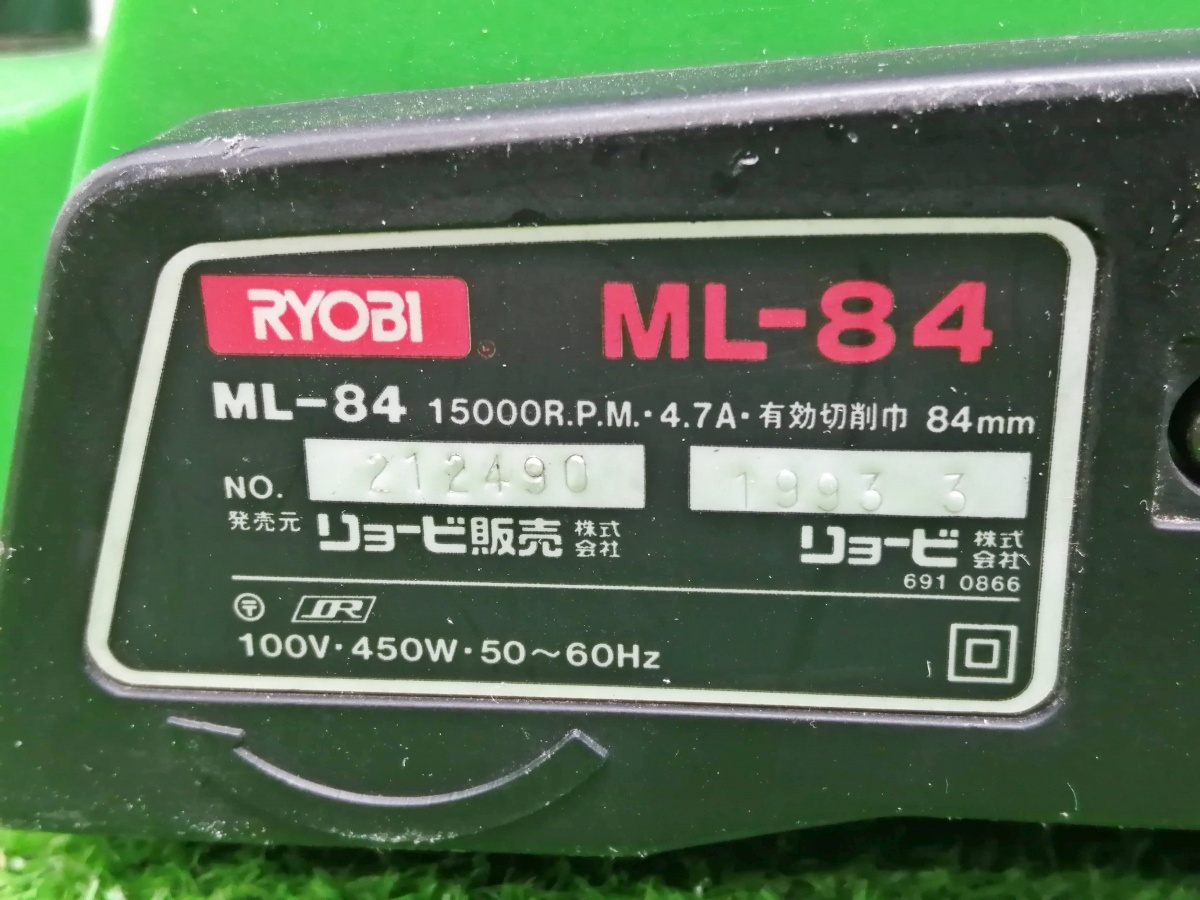 RYOBI ML-84
ML-84 15000R.P.M.・4.7A・有効切削巾 84mm
NO. 212490 1993 3
発売元 リョービ販売 株式会社 リョービ 株式会社
691 0866
〒 JR
100V・450W・50～60Hz